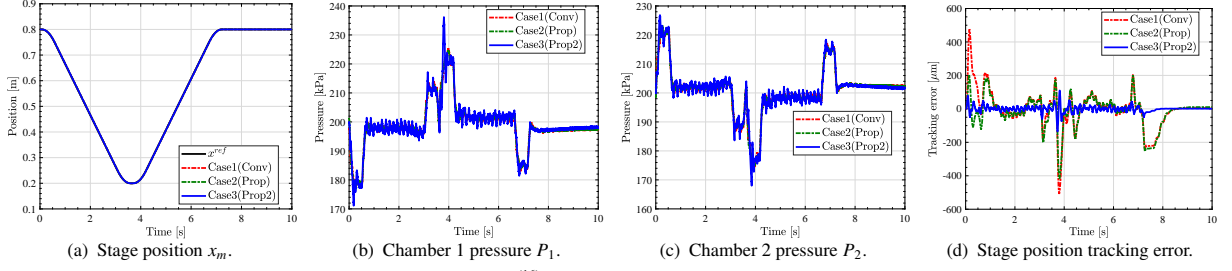 0.9
0.8
0.7
0.6
0.5
0.4
0.3
0.2
0.1
Position [m]
x^ref
Case1(Conv)
Case2(Prop)
Case3(Prop2)
0 2 4 6 8 10
Time [s]
(a) Stage position x_m.
240
230
220
210
200
190
180
170
Pressure [kPa]
Case1(Conv)
Case2(Prop)
Case3(Prop2)
0 2 4 6 8 10
Time [s]
(b) Chamber 1 pressure P_1.
230
220
210
200
190
180
170
160
Pressure [kPa]
Case1(Conv)
Case2(Prop)
Case3(Prop2)
0 2 4 6 8 10
Time [s]
(c) Chamber 2 pressure P_2.
600
400
200
0
-200
-400
-600
Tracking error [μm]
Case1(Conv)
Case2(Prop)
Case3(Prop2)
0 2 4 6 8 10
Time [s]
(d) Stage position tracking error.